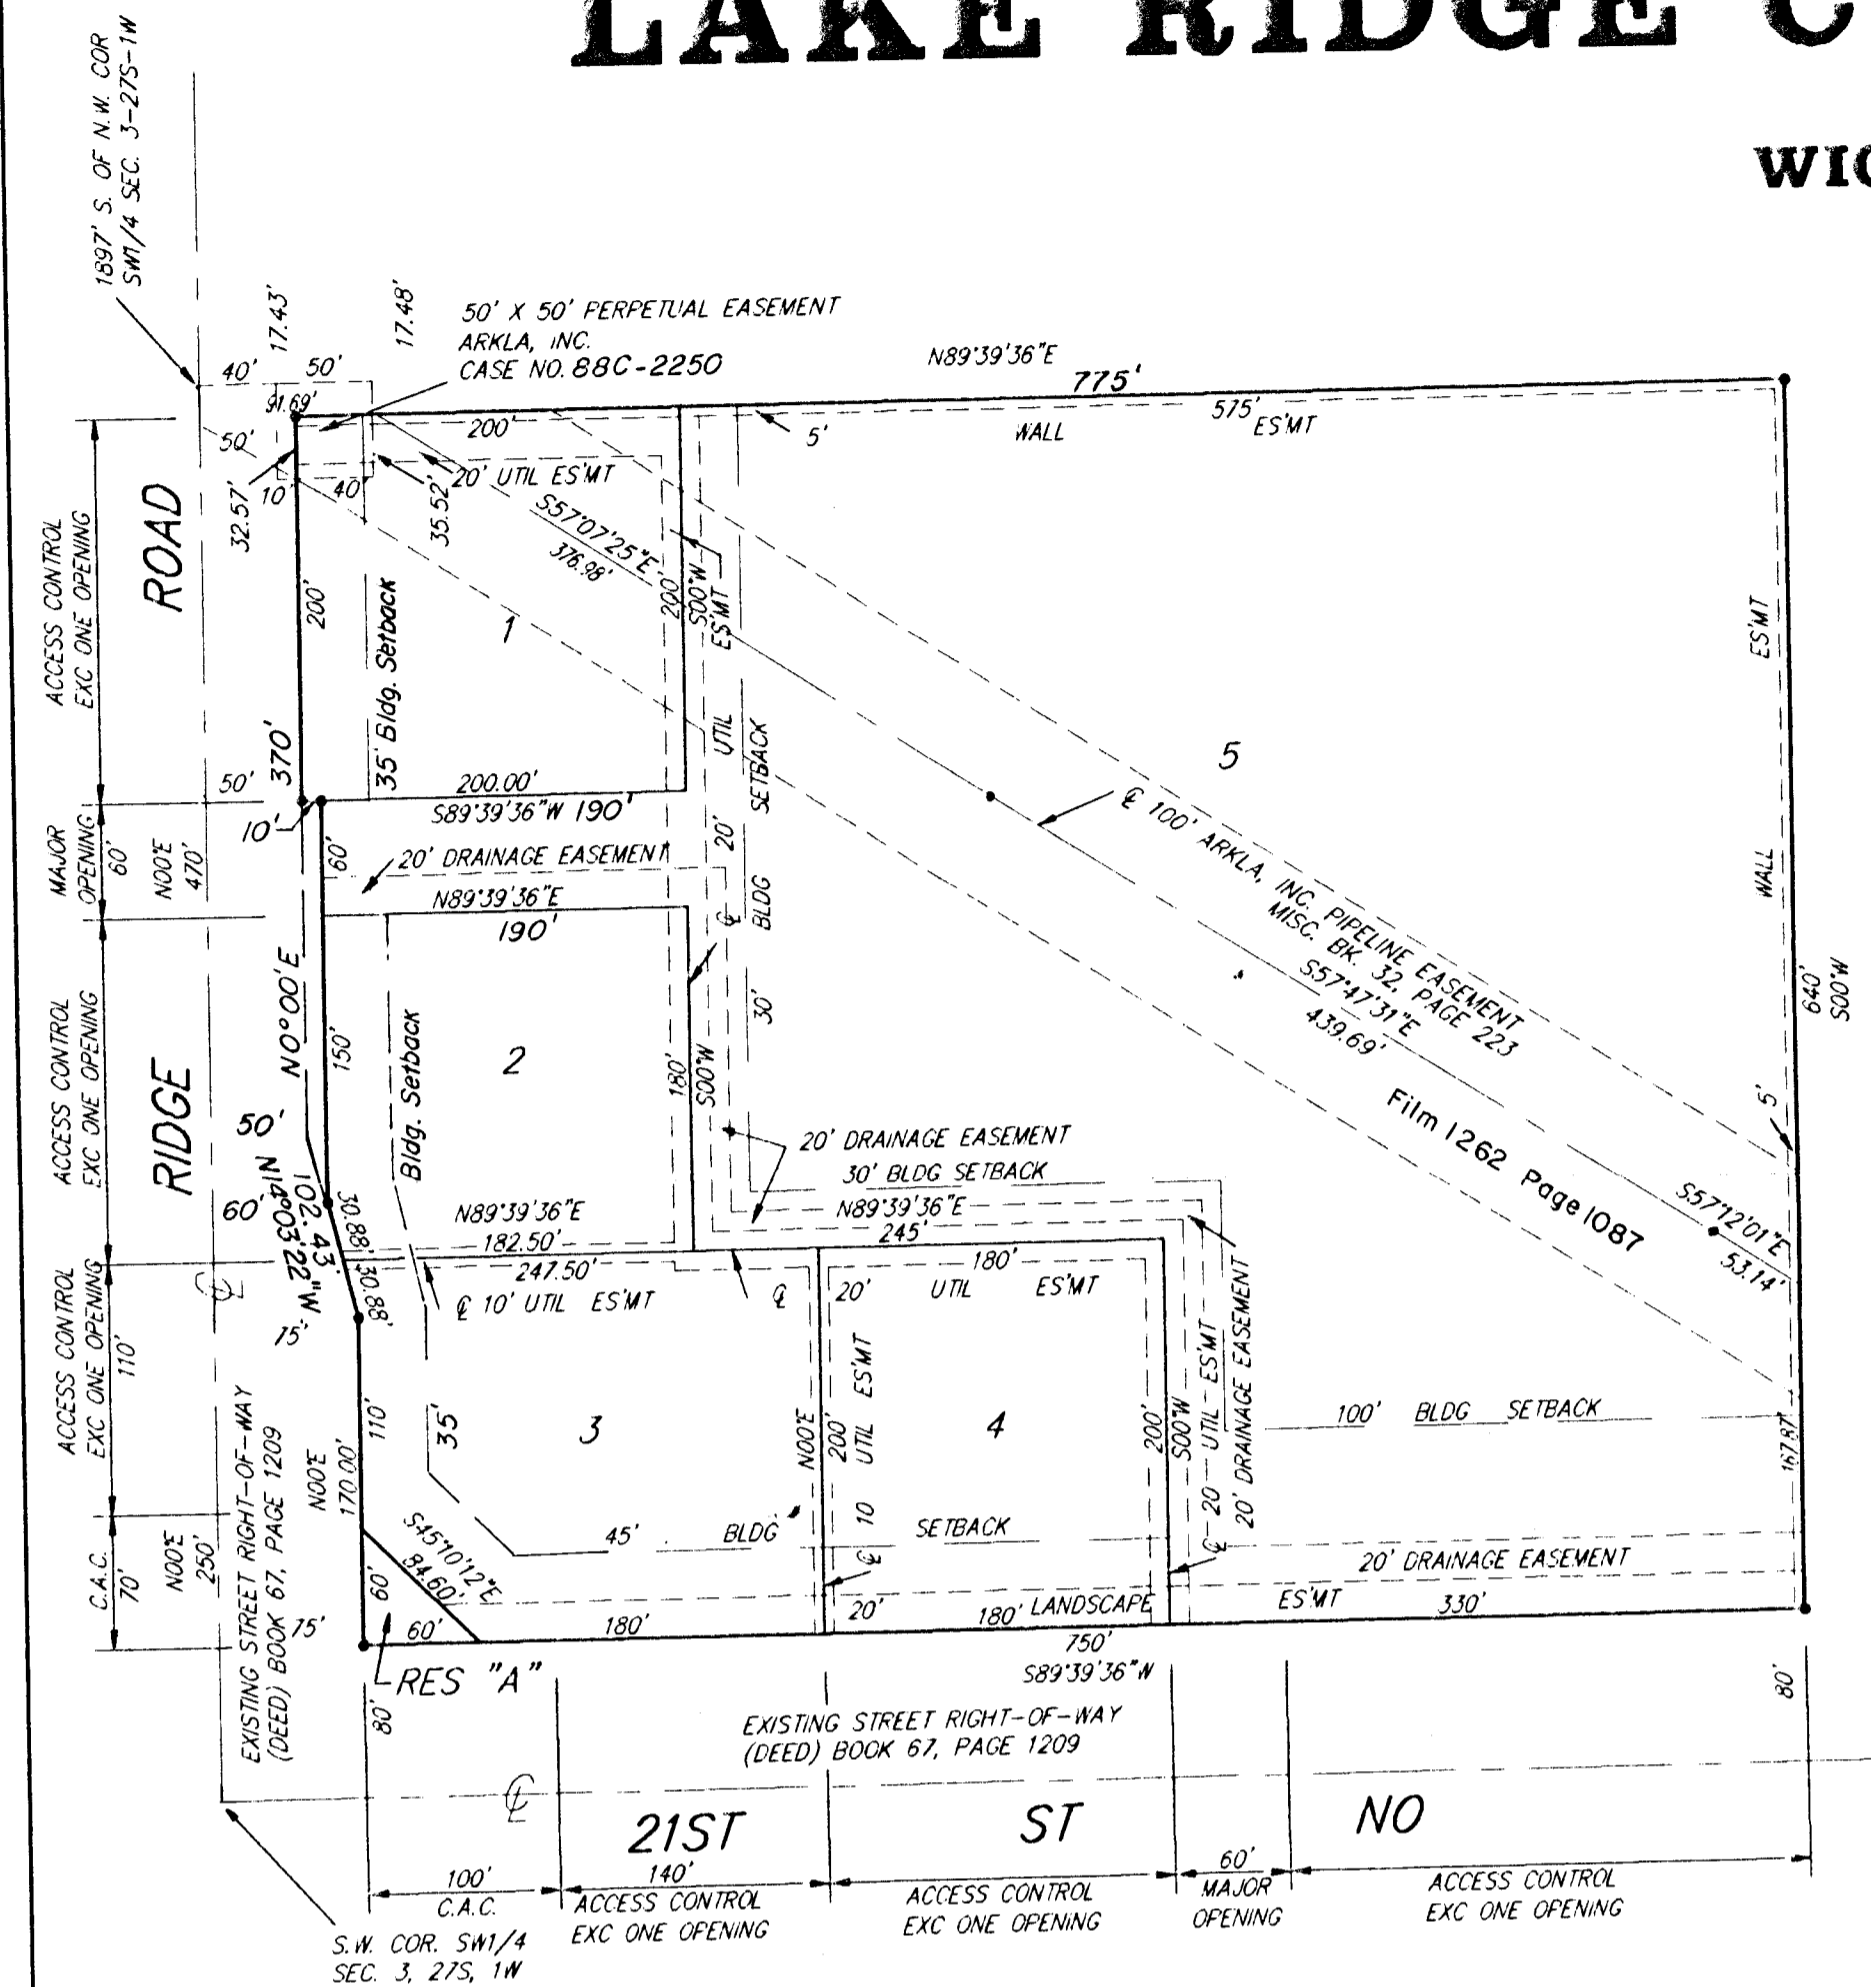 LAKE RIDGE C
WIC
1897' S. OF N.W. COR
SW1/4 SEC. 3-27S-1W
17.43'
17.48'
50' X 50' PERPETUAL EASEMENT
ARKLA, INC.
CASE NO. 88C-2250
N89°39'36"E
775'
40'
50'
91.69'
200'
5'
WALL
575'
ES'MT
50'
20' UTIL ES'MT
10'
40'
32.57'
35.52'
S57°07'25"E
376.98'
ACCESS CONTROL
EXC ONE OPENING
ROAD
200'
35' Bldg. Setback
1
200'
S00°W
ES'MT
UTIL
20'
SETBACK
BLDG
30'
5
ES'MT
WALL
370'
50'
200.00'
S89°39'36"W 190'
10'
MAJOR
OPENING
60'
N00°E
470'
60'
20' DRAINAGE EASEMENT
N89°39'36"E
190'
℄
℄ 100' ARKLA, INC. PIPELINE EASEMENT
MISC. BK. 32, PAGE 223
S57°47'31"E
439.69'
Film 1262 Page 1087
640'
S00°W
5'
S57°12'01"E
53.14'
ACCESS CONTROL
EXC ONE OPENING
RIDGE
N0°00'E
150'
Bldg. Setback
2
180'
S00°W
50'
60'
N14°03'22"W
102.43'
30.88'
30.88'
20' DRAINAGE EASEMENT
30' BLDG SETBACK
N89°39'36"E
245'
N89°39'36"E
182.50'
247.50'
℄ 10' UTIL ES'MT
℄
180'
20' UTIL ES'MT
℄
75'
ACCESS CONTROL
EXC ONE OPENING
110'
EXISTING STREET RIGHT-OF-WAY
(DEED) BOOK 67, PAGE 1209
N00°E
170.00'
110'
35'
3
N00°E
200'
℄ 10 UTIL ES'MT
4
200'
S00°W
℄ 20 UTIL ES'MT
20' DRAINAGE EASEMENT
100' BLDG SETBACK
167.87'
C.A.C.
70'
N00°E
250'
S45°10'12"E
84.60'
45' BLDG SETBACK
20' DRAINAGE EASEMENT
75'
60'
60'
180'
20'
180' LANDSCAPE ES'MT
330'
750'
S89°39'36"W
RES "A"
80'
80'
EXISTING STREET RIGHT-OF-WAY
(DEED) BOOK 67, PAGE 1209
℄
21ST ST NO
100'
C.A.C.
140'
ACCESS CONTROL
EXC ONE OPENING
ACCESS CONTROL
EXC ONE OPENING
60'
MAJOR
OPENING
ACCESS CONTROL
EXC ONE OPENING
S.W. COR. SW1/4
SEC. 3, 27S, 1W